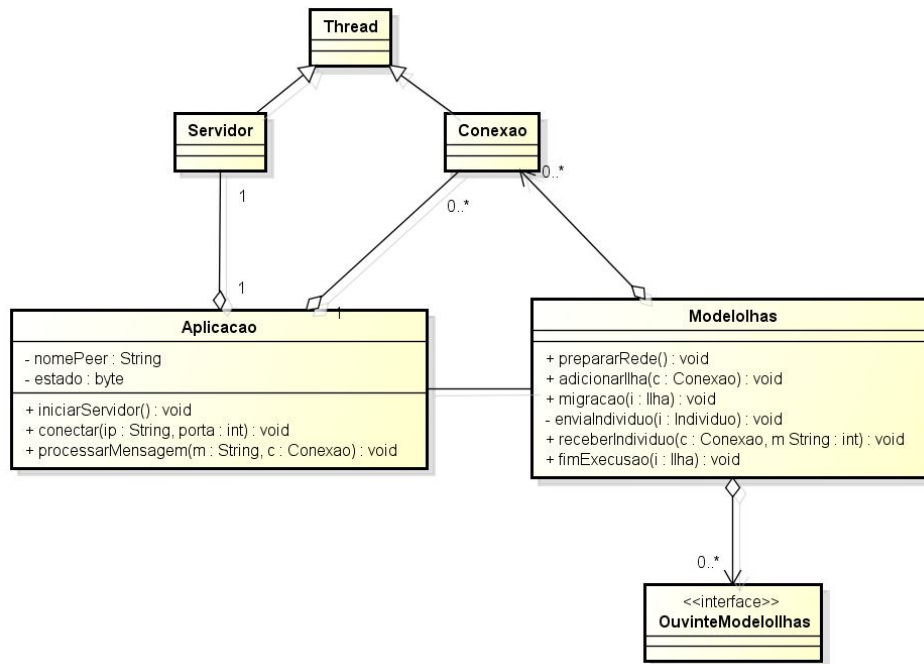 Thread
Servidor
Conexao
1
0..*
0..*
1
1
Aplicacao
- nomePeer : String
- estado : byte
+ iniciarServidor() : void
+ conectar(ip : String, porta : int) : void
+ processarMensagem(m : String, c : Conexao) : void
ModeloIlhas
+ prepararRede() : void
+ adicionarIlha(c : Conexao) : void
+ migracao(i : Ilha) : void
- enviaIndividuo(i : Individuo) : void
+ receberIndividuo(c : Conexao, m String : int) : void
+ fimExecusao(i : Ilha) : void
0..*
<<interface>>
OuvinteModeloIlhas